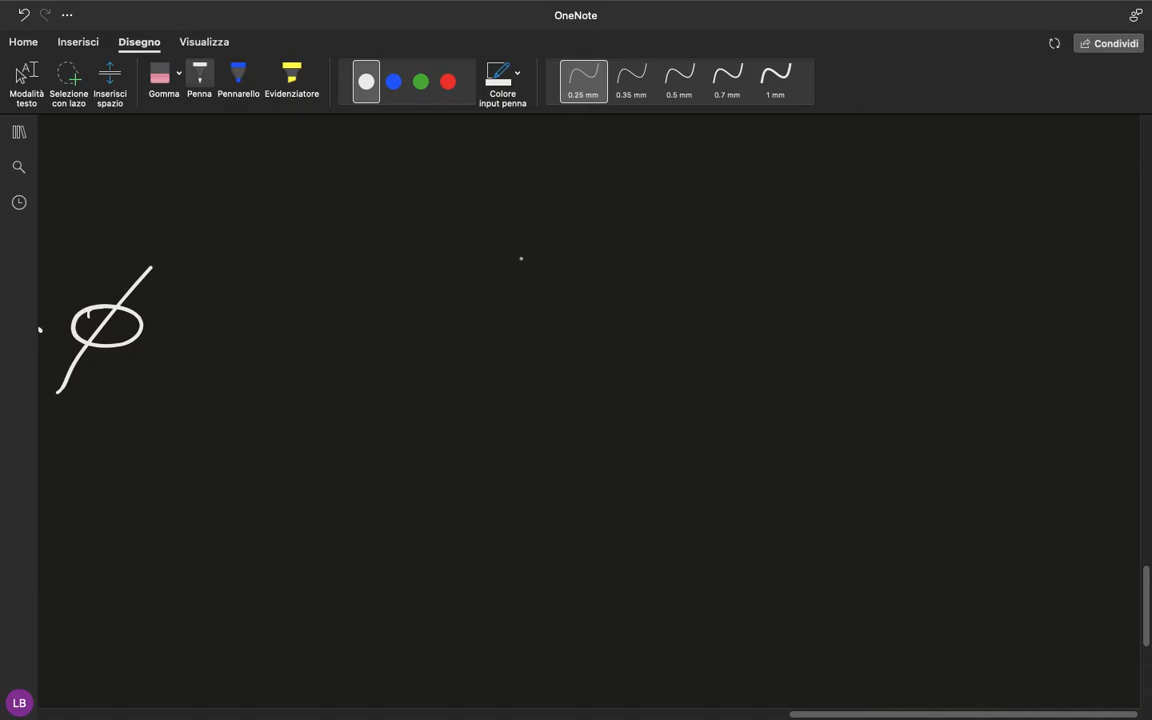 OneNote
Home Inserisci Disegno Visualizza
Condividi
Modalità testo
Selezione con lazo
Inserisci spazio
Gomma
Penna
Pennarello
Evidenziatore
Colore input penna
0.25 mm
0.35 mm
0.5 mm
0.7 mm
1 mm
∅
LB